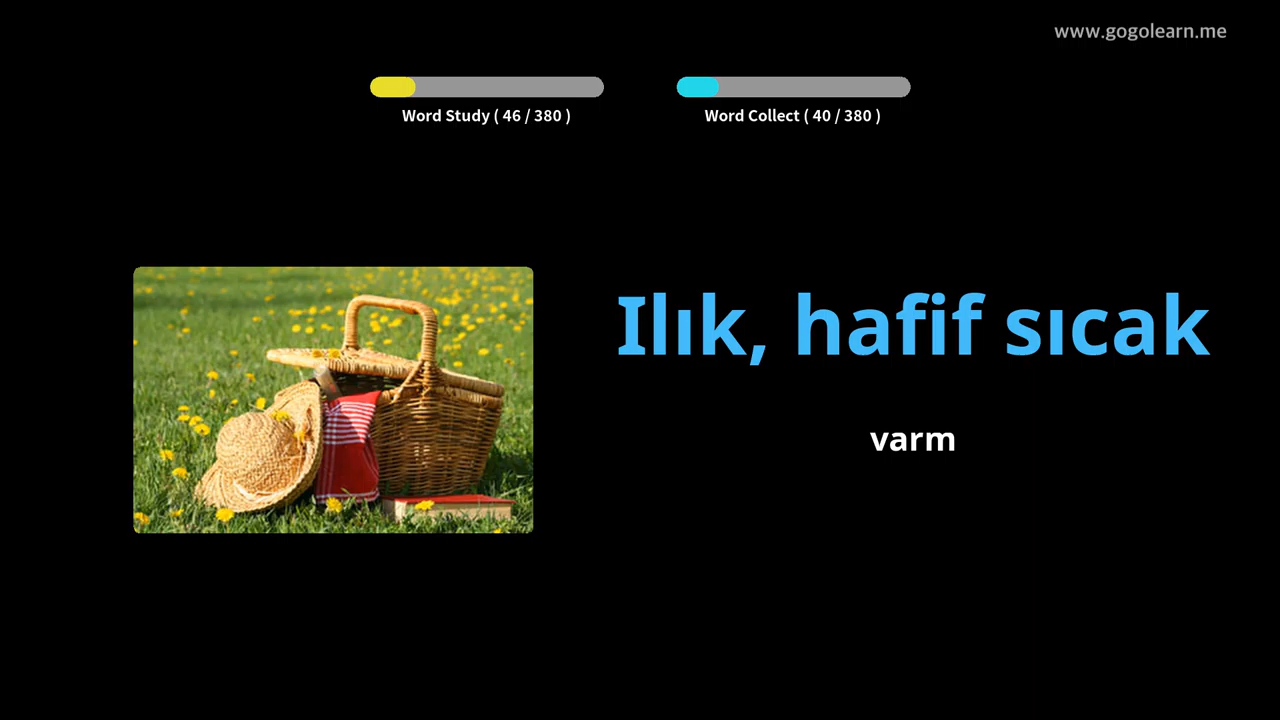 www.gogolearn.me
Word Study ( 46 / 380 )
Word Collect ( 40 / 380 )
Ilık, hafif sıcak
varm